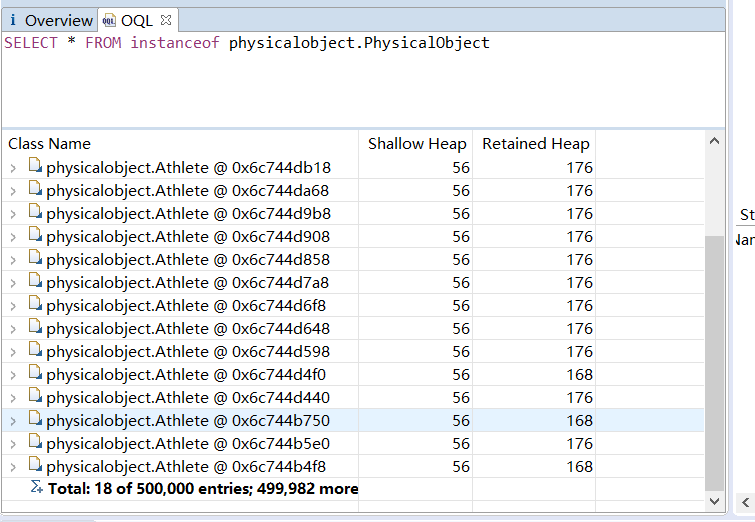 Overview OQL
SELECT * FROM instanceof physicalobject.PhysicalObject
Class Name Shallow Heap Retained Heap
physicalobject.Athlete @ 0x6c744db18 56 176
physicalobject.Athlete @ 0x6c744da68 56 176
physicalobject.Athlete @ 0x6c744d9b8 56 176
physicalobject.Athlete @ 0x6c744d908 56 176
physicalobject.Athlete @ 0x6c744d858 56 176
physicalobject.Athlete @ 0x6c744d7a8 56 176
physicalobject.Athlete @ 0x6c744d6f8 56 176
physicalobject.Athlete @ 0x6c744d648 56 176
physicalobject.Athlete @ 0x6c744d598 56 176
physicalobject.Athlete @ 0x6c744d4f0 56 168
physicalobject.Athlete @ 0x6c744d440 56 176
physicalobject.Athlete @ 0x6c744b750 56 168
physicalobject.Athlete @ 0x6c744b5e0 56 176
physicalobject.Athlete @ 0x6c744b4f8 56 168
Total: 18 of 500,000 entries; 499,982 more
St